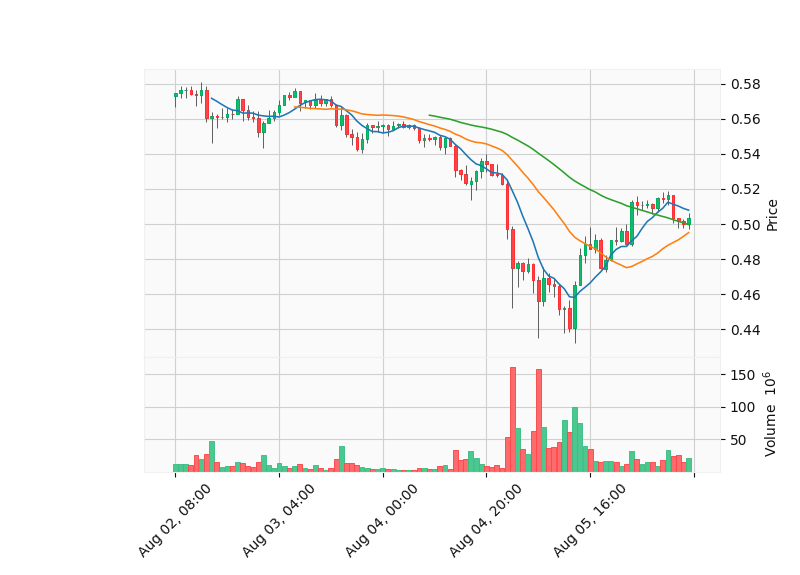 0.58
0.56
0.54
0.52
0.50
0.48
0.46
0.44
Price
150
100
50
Volume 10⁶
Aug 02, 08:00
Aug 03, 04:00
Aug 04, 00:00
Aug 04, 20:00
Aug 05, 16:00